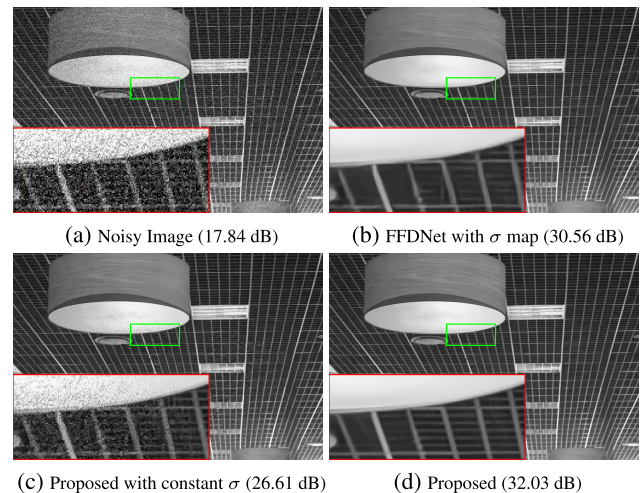 (a) Noisy Image (17.84 dB)
(b) FFDNet with σ map (30.56 dB)
(c) Proposed with constant σ (26.61 dB)
(d) Proposed (32.03 dB)